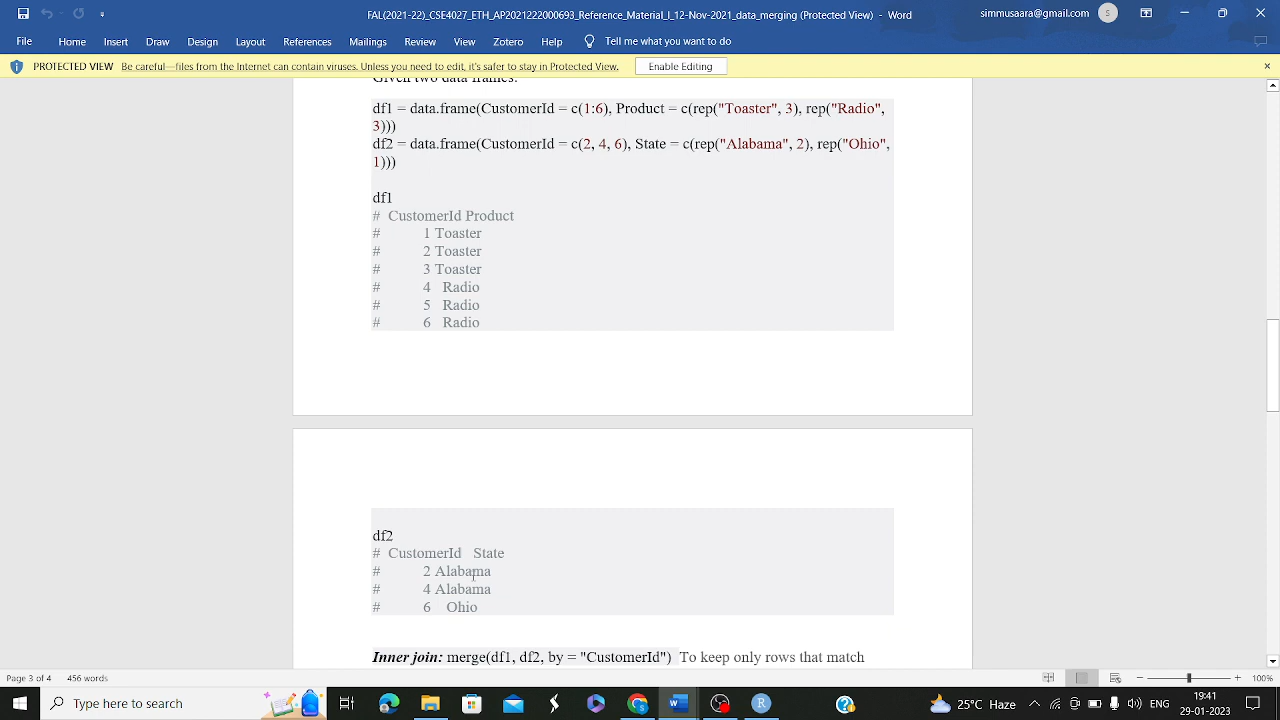 FAL(2021-22)_CSE4007_AP2021222000693_Reference_Material_I_12-Nov-2021_data_merging(re) (Protected View) - Word
simmusaara@gmail.com
S
File Home Insert Draw Design Layout References Mailings Review View Zotero Help Tell me what you want to do
PROTECTED VIEW Be careful—files from the Internet can contain viruses. Unless you need to edit, it's safer to stay in Protected View. Enable Editing
Given two data frames:
df1 = data.frame(CustomerId = c(1:6), Product = c(rep("Toaster", 3), rep("Radio",
3)))
df2 = data.frame(CustomerId = c(2, 4, 6), State = c(rep("Alabama", 2), rep("Ohio",
1)))
df1
# CustomerId Product
# 1 Toaster
# 2 Toaster
# 3 Toaster
# 4 Radio
# 5 Radio
# 6 Radio
df2
# CustomerId State
# 2 Alabama
# 4 Alabama
# 6 Ohio
Inner join: merge(df1, df2, by = "CustomerId") To keep only rows that match
Page 3 of 4 456 words
100%
Type here to search
25°C Haze
ENG
19:41
29-01-2023